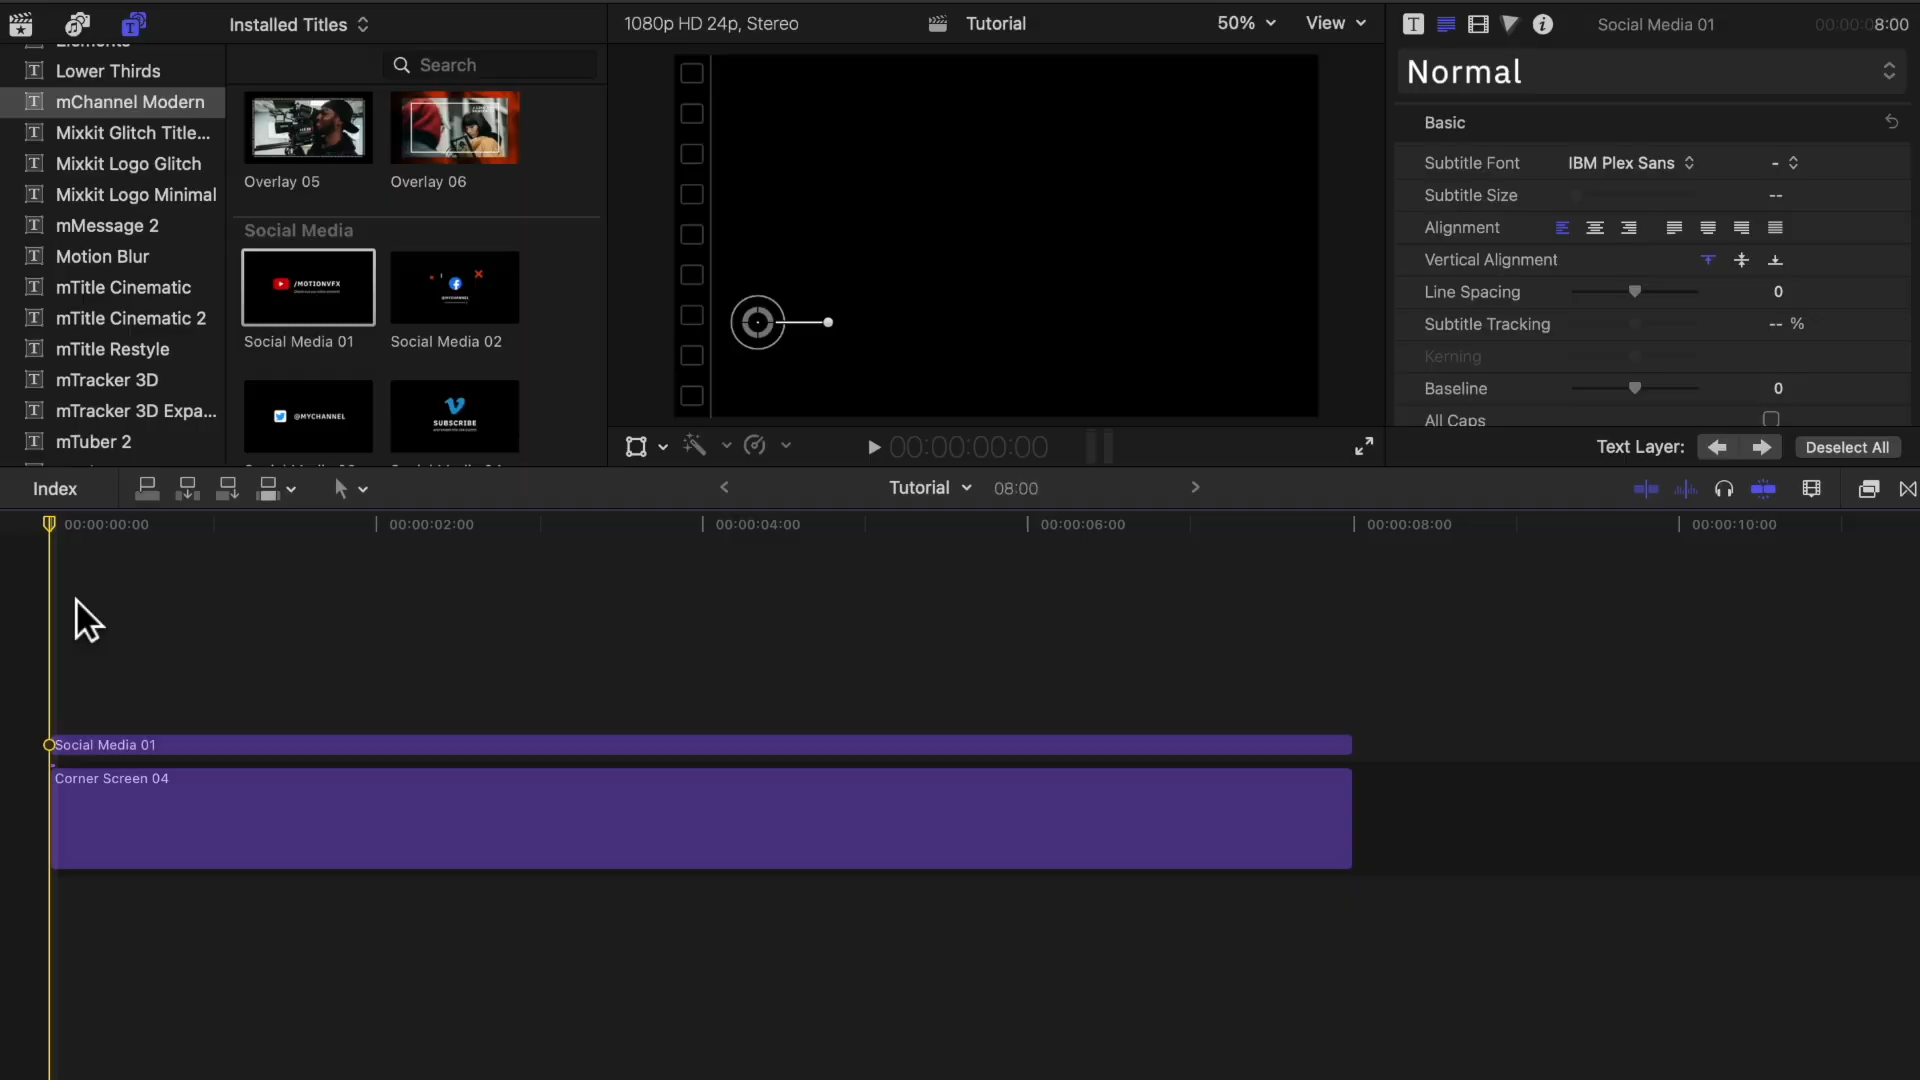 Installed Titles
1080p HD 24p, Stereo
Tutorial
50%
View
Social Media 01
00:00:08:00
Elements
Lower Thirds
mChannel Modern
Mixkit Glitch Title...
Mixkit Logo Glitch
Mixkit Logo Minimal
mMessage 2
Motion Blur
mTitle Cinematic
mTitle Cinematic 2
mTitle Restyle
mTracker 3D
mTracker 3D Expa...
mTuber 2
Search
Overlay 05
Overlay 06
Social Media
/MOTIONVFX
@MYCHANNEL
Social Media 01
Social Media 02
@MYCHANNEL
SUBSCRIBE
Normal
Basic
Subtitle Font
IBM Plex Sans
-
Subtitle Size
--
Alignment
Vertical Alignment
Line Spacing
0
Subtitle Tracking
-- %
Kerning
Baseline
0
All Caps
Text Layer:
Deselect All
00:00:00:00
Index
Tutorial
08:00
00:00:00:00
00:00:02:00
00:00:04:00
00:00:06:00
00:00:08:00
00:00:10:00
Social Media 01
Corner Screen 04